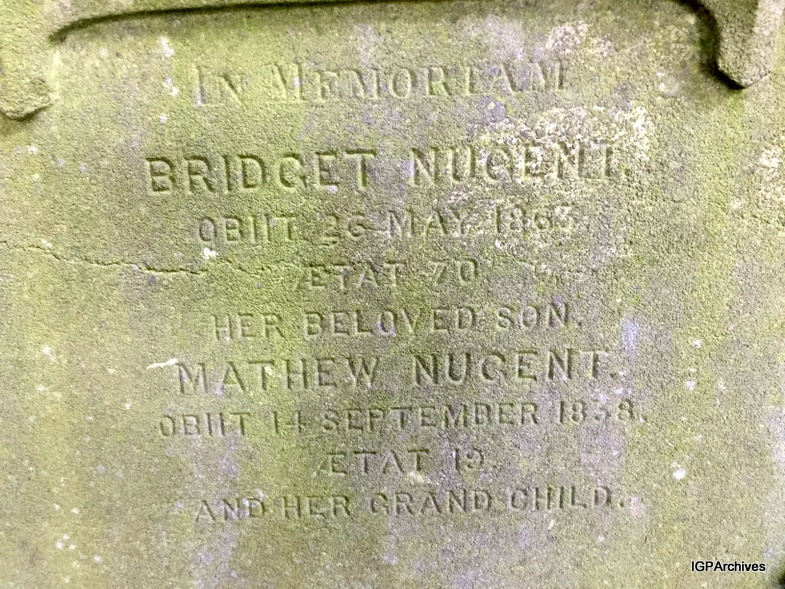 IN MEMORIAM
BRIDGET NUGENT.
OBIIT 26 MAY
ÆTAT 70
HER BELOVED SON.
MATHEW NUGENT.
OBIIT 14 SEPTEMBER
ÆTAT 19
AND HER GRAND CHILD.
IGPArchives